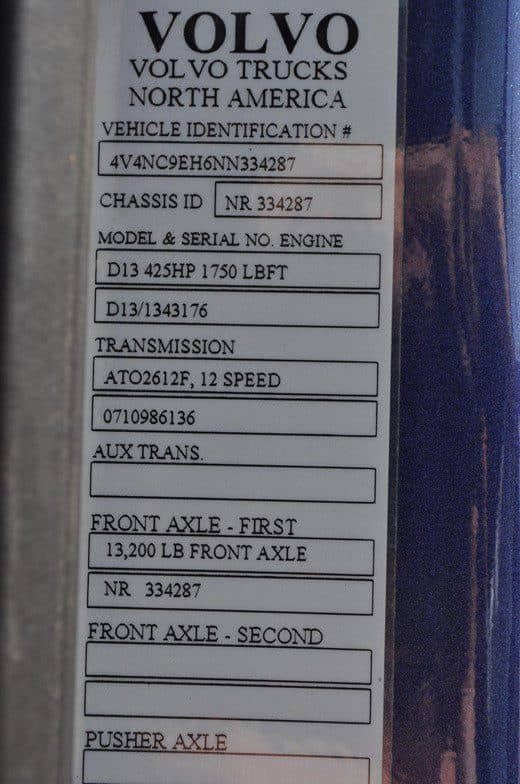 VOLVO
VOLVO TRUCKS
NORTH AMERICA
VEHICLE IDENTIFICATION #
4V4NC9EH6NN334287
CHASSIS ID NR 334287
MODEL & SERIAL NO. ENGINE
D13 425HP 1750 LBFT
D13/1343176
TRANSMISSION
ATO2612F, 12 SPEED
0710986136
AUX TRANS.
FRONT AXLE - FIRST
13,200 LB FRONT AXLE
NR 334287
FRONT AXLE - SECOND
PUSHER AXLE